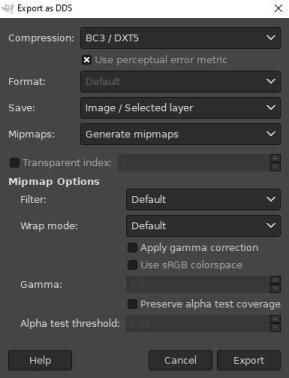 Export as DDS
Compression: BC3 / DXT5
Use perceptual error metric
Format: Default
Save: Image / Selected layer
Mipmaps: Generate mipmaps
Transparent index: 0
Mipmap Options
Filter: Default
Wrap mode: Default
Apply gamma correction
Use sRGB colorspace
Gamma: 2.2
Preserve alpha test coverage
Alpha test threshold: 0.50
Help Cancel Export